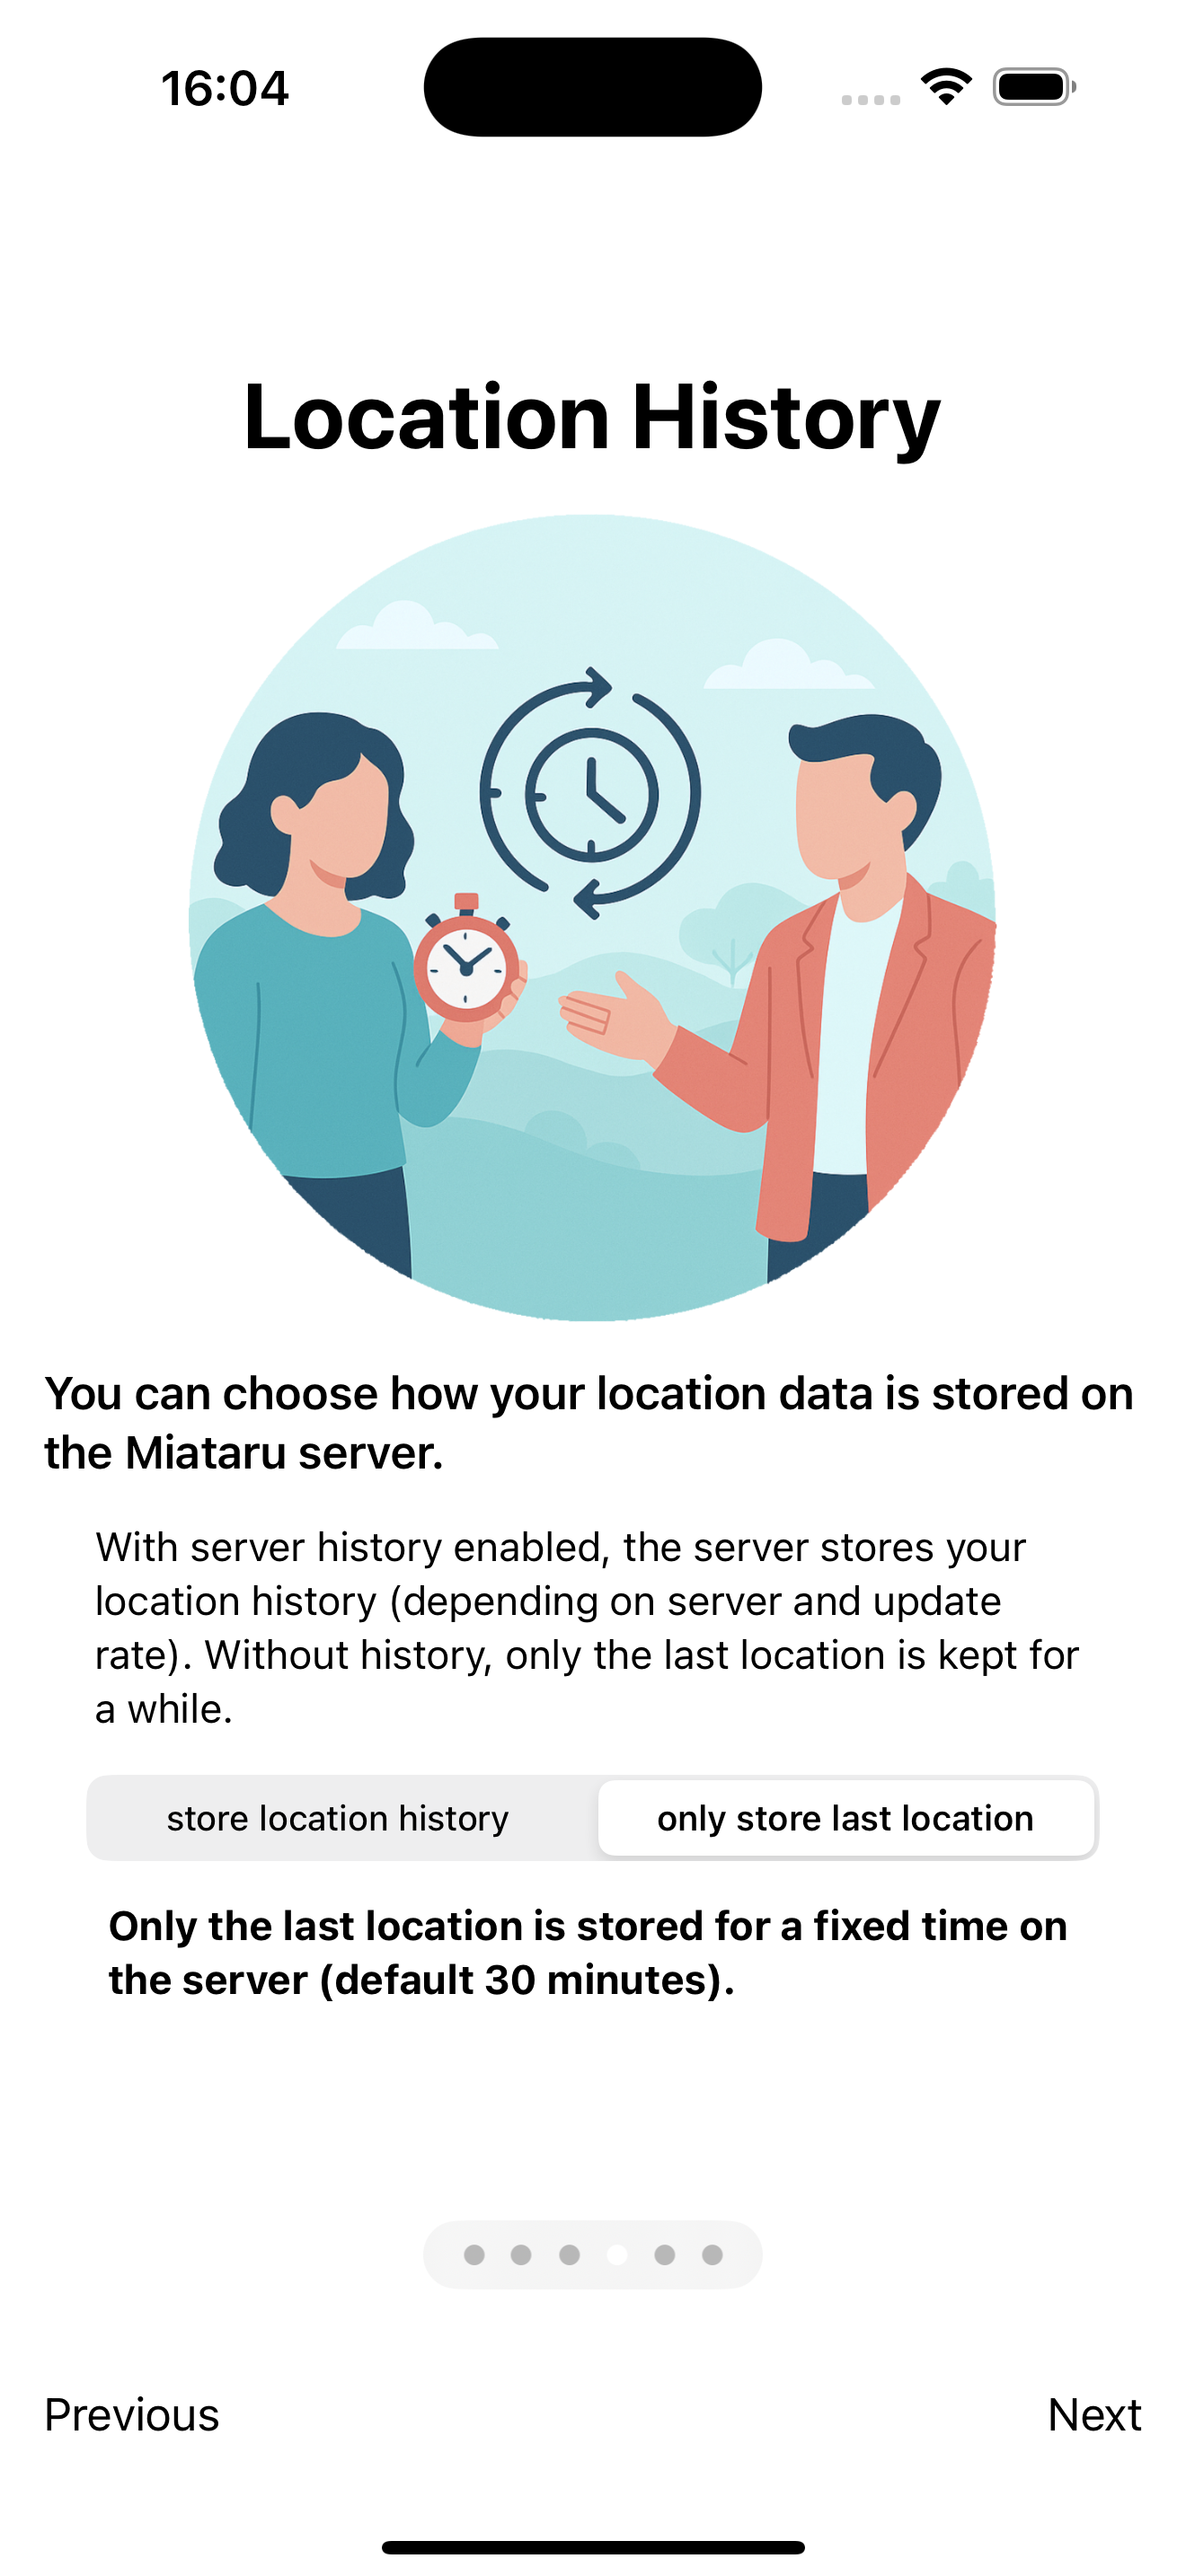 16:04
Location History
You can choose how your location data is stored on
the Miataru server.
With server history enabled, the server stores your
location history (depending on server and update
rate). Without history, only the last location is kept for
a while.
store location history
only store last location
Only the last location is stored for a fixed time on
the server (default 30 minutes).
Previous
Next